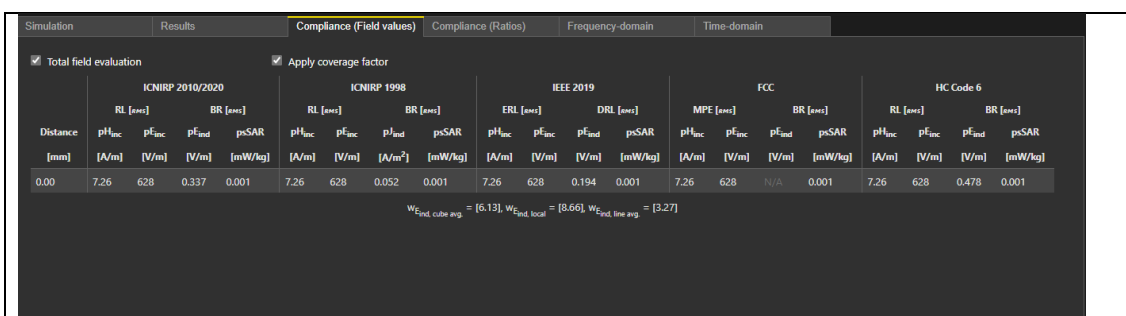 Simulation Results Compliance (Field values) Compliance (Ratios) Frequency-domain Time-domain
Total field evaluation Apply coverage factor
ICNIRP 2010/2020 ICNIRP 1998 IEEE 2019 FCC HC Code 6
RL [RMS] BR [RMS] RL [RMS] BR [RMS] ERL [RMS] DRL [RMS] MPE [RMS] BR [RMS] RL [RMS] BR [RMS]
Distance pHinc pEinc pEind psSAR pHinc pEinc pJind psSAR pHinc pEinc pEind psSAR pHinc pEinc pEind psSAR pHinc pEinc pEind psSAR
[mm] [A/m] [V/m] [V/m] [mW/kg] [A/m] [V/m] [A/m²] [mW/kg] [A/m] [V/m] [V/m] [mW/kg] [A/m] [V/m] [V/m] [mW/kg] [A/m] [V/m] [V/m] [mW/kg]
0.00 7.26 628 0.337 0.001 7.26 628 0.052 0.001 7.26 628 0.194 0.001 7.26 628 N/A 0.001 7.26 628 0.478 0.001
wEind, cube avg. = [6.13], wEind, local = [8.66], wEind, line avg. = [3.27]